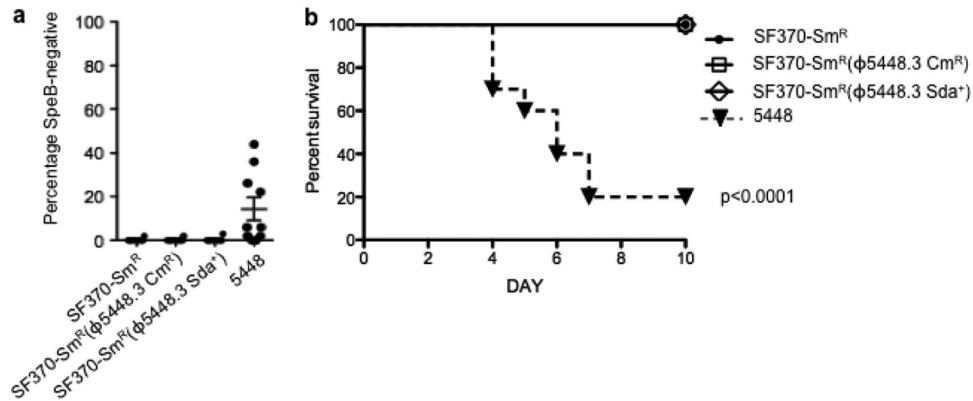 a
Percentage SpeB-negative
100
80
60
40
20
0
SF370-Smᴿ
SF370-Smᴿ(ϕ5448.3 Cmᴿ)
SF370-Smᴿ(ϕ5448.3 Sda⁺)
5448
b
Percent survival
100
80
60
40
20
0
0 2 4 6 8 10
DAY
SF370-Smᴿ
SF370-Smᴿ(ϕ5448.3 Cmᴿ)
SF370-Smᴿ(ϕ5448.3 Sda⁺)
5448
p<0.0001